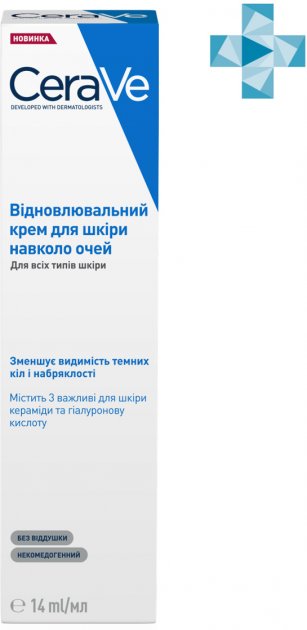 НОВИНКА
CeraVe
DEVELOPED WITH DERMATOLOGISTS
Відновлювальний
крем для шкіри
навколо очей
Для всіх типів шкіри
Зменшує видимість темних
кіл і набряклості
Містить 3 важливі для шкіри
кераміди та гіалуронову
кислоту
БЕЗ ВІДДУШКИ
НЕКОМЕДОГЕННИЙ
℮ 14 ml/мл